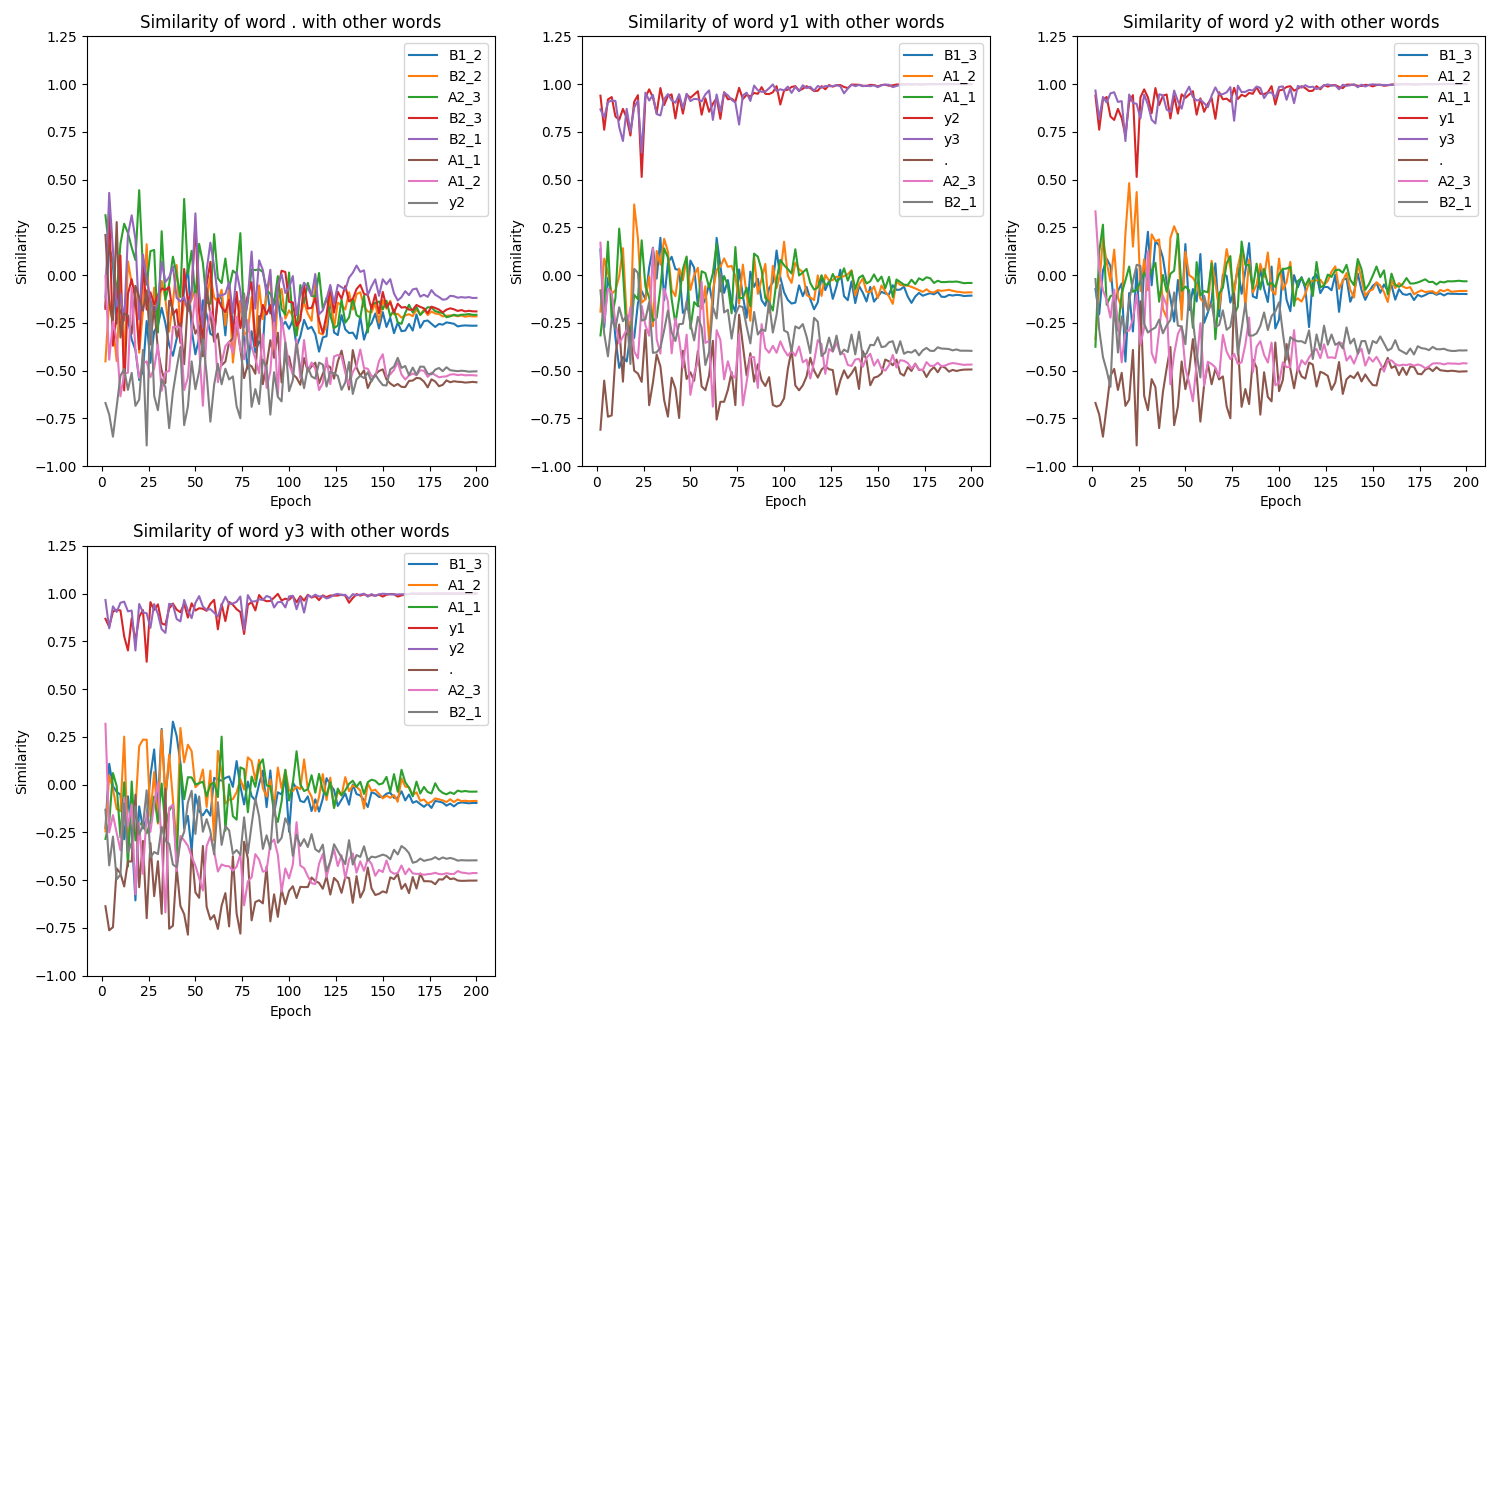 Similarity of word . with other words
1.25
1.00
0.75
0.50
0.25
0.00
−0.25
−0.50
−0.75
−1.00
Similarity
0 25 50 75 100 125 150 175 200
Epoch
B1_2
B2_2
A2_3
B2_3
B2_1
A1_1
A1_2
y2
Similarity of word y1 with other words
1.25
1.00
0.75
0.50
0.25
0.00
−0.25
−0.50
−0.75
−1.00
Similarity
0 25 50 75 100 125 150 175 200
Epoch
B1_3
A1_2
A1_1
y2
y3
.
A2_3
B2_1
Similarity of word y2 with other words
1.25
1.00
0.75
0.50
0.25
0.00
−0.25
−0.50
−0.75
−1.00
Similarity
0 25 50 75 100 125 150 175 200
Epoch
B1_3
A1_2
A1_1
y1
y3
.
A2_3
B2_1
Similarity of word y3 with other words
1.25
1.00
0.75
0.50
0.25
0.00
−0.25
−0.50
−0.75
−1.00
Similarity
0 25 50 75 100 125 150 175 200
Epoch
B1_3
A1_2
A1_1
y1
y2
.
A2_3
B2_1